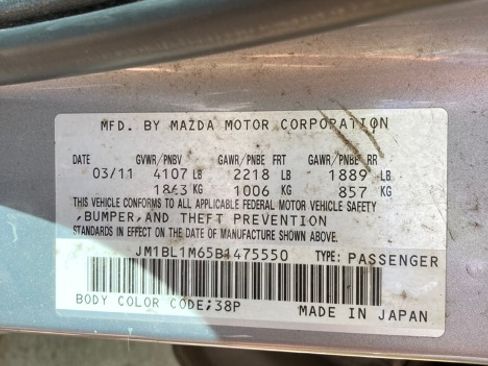 MFD. BY MAZDA MOTOR CORPORATION
DATE GVWR/PNBV GAWR/PNBE FRT GAWR/PNBE RR
03/11 4107 LB 2218 LB 1889 LB
1863 KG 1006 KG 857 KG
THIS VEHICLE CONFORMS TO ALL APPLICABLE FEDERAL MOTOR VEHICLE SAFETY
,BUMPER,AND THEFT PREVENTION
STANDARDS IN EFFECT ON THE DATE OF MANUFACTURE SHOWN ABOVE.
JM1BL1M65B1475550 TYPE: PASSENGER
BODY COLOR CODE;38P MADE IN JAPAN